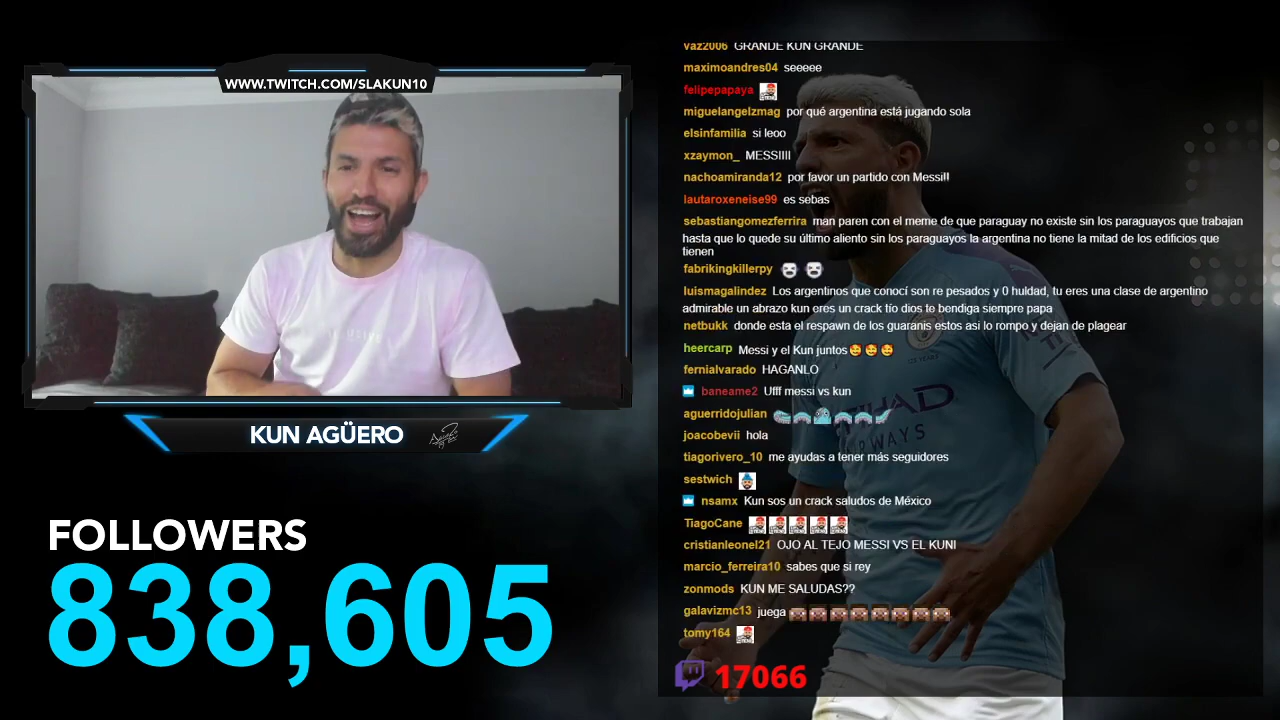 WWW.TWITCH.COM/SLAKUN10
KUN AGÜERO
FOLLOWERS
838,605
vaz2006 GRANDE KUN GRANDE
maximoandres04 seeeee
felipepapaya
miguelangelzmag por qué argentina está jugando sola
elsinfamilia si leoo
xzaymon_ MESSIIII
nachoamiranda12 por favor un partido con Messi!!
lautaroxeneise99 es sebas
sebastiangomezferrira man paren con el meme de que paraguay no existe sin los paraguayos que trabajan
hasta que lo quede su último aliento sin los paraguayos la argentina no tiene la mitad de los edificios que
tienen
fabrikingkillerpy
luismagalindez Los argentinos que conocí son re pesados y 0 huldad, tu eres una clase de argentino
admirable un abrazo kun eres un crack tío dios te bendiga siempre papa
netbukk donde esta el respawn de los guaranis estos asi lo rompo y dejan de plagear
heercarp Messi y el Kun juntos🥰🥰🥰
fernialvarado HAGANLO
baneame2 Ufff messi vs kun
aguerridojulian
joacobevii hola
tiagorivero_10 me ayudas a tener más seguidores
sestwich
nsamx Kun sos un crack saludos de México
TiagoCane
cristianleonel21 OJO AL TEJO MESSI VS EL KUNI
marcio_ferreira10 sabes que si rey
zonmods KUN ME SALUDAS??
galavizmc13 juega
tomy164
17066
ETIHAD
AIRWAYS